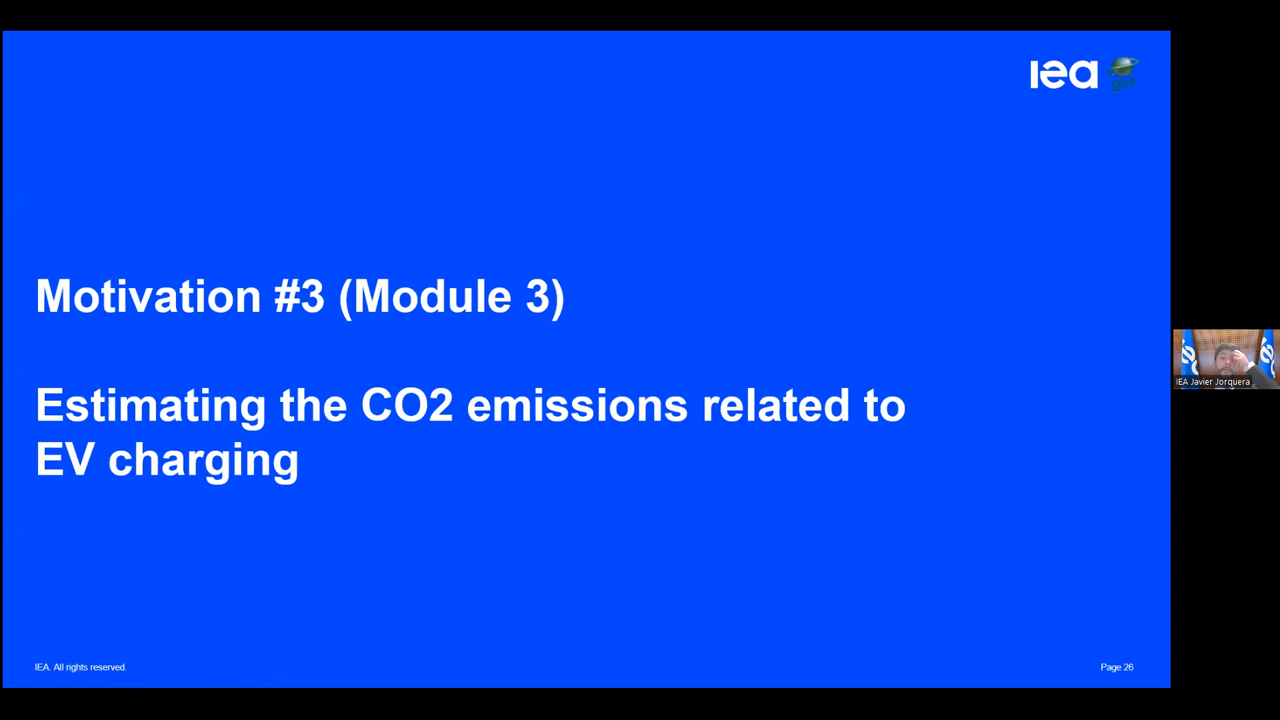 iea
gef
Motivation #3 (Module 3)
Estimating the CO2 emissions related to
EV charging
IEA Javier Jorquera
IEA. All rights reserved.
Page 26